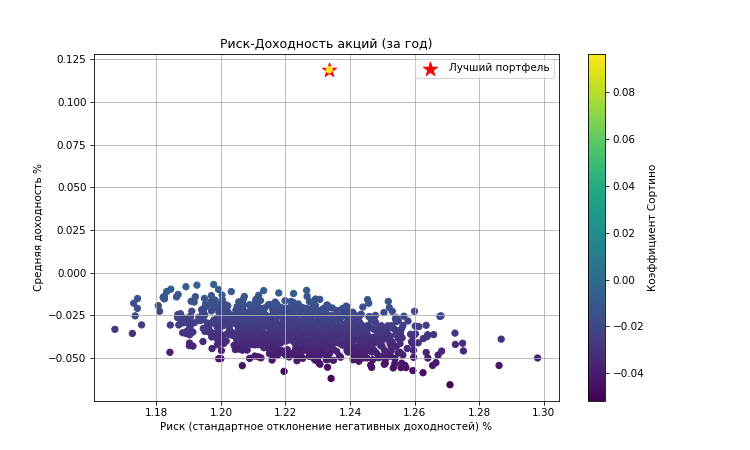 Риск-Доходность акций (за год)
Лучший портфель
Средняя доходность %
0.125
0.100
0.075
0.050
0.025
0.000
−0.025
−0.050
1.18 1.20 1.22 1.24 1.26 1.28 1.30
Риск (стандартное отклонение негативных доходностей) %
0.08
0.06
0.04
0.02
0.00
−0.02
−0.04
Коэффициент Сортино